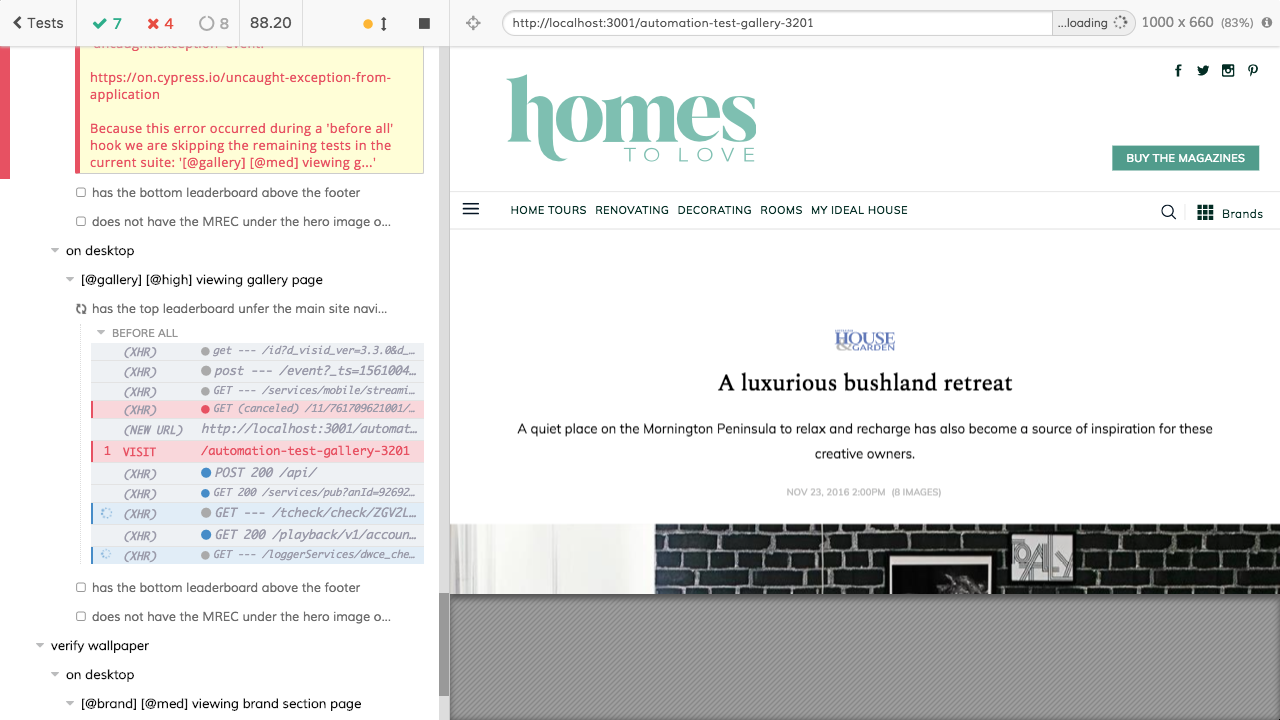 Tests
7
4
8
88.20
http://localhost:3001/automation-test-gallery-3201
...loading
1000 x 660 (83%)
https://on.cypress.io/uncaught-exception-from-
application
Because this error occurred during a 'before all'
hook we are skipping the remaining tests in the
current suite: '[@gallery] [@med] viewing g...'
has the bottom leaderboard above the footer
does not have the MREC under the hero image o...
on desktop
[@gallery] [@high] viewing gallery page
has the top leaderboard unfer the main site navi...
BEFORE ALL
(XHR) get --- /id?d_visid_ver=3.3.0&d_...
(XHR) post --- /event?_ts=1561004...
(XHR) GET --- /services/mobile/streami...
(XHR) GET (canceled) /11/761709621001/...
(NEW URL) http://localhost:3001/automat...
1 VISIT /automation-test-gallery-3201
(XHR) POST 200 /api/
(XHR) GET 200 /services/pub?anId=92692...
(XHR) GET --- /tcheck/check/ZGV2L...
(XHR) GET 200 /playback/v1/accoun...
(XHR) GET --- /loggerServices/dwce_che...
has the bottom leaderboard above the footer
does not have the MREC under the hero image o...
verify wallpaper
on desktop
[@brand] [@med] viewing brand section page
homes
TO LOVE
BUY THE MAGAZINES
HOME TOURS RENOVATING DECORATING ROOMS MY IDEAL HOUSE
Brands
HOUSE
& GARDEN
A luxurious bushland retreat
A quiet place on the Mornington Peninsula to relax and recharge has also become a source of inspiration for these
creative owners.
NOV 23, 2016 2:00PM (8 IMAGES)